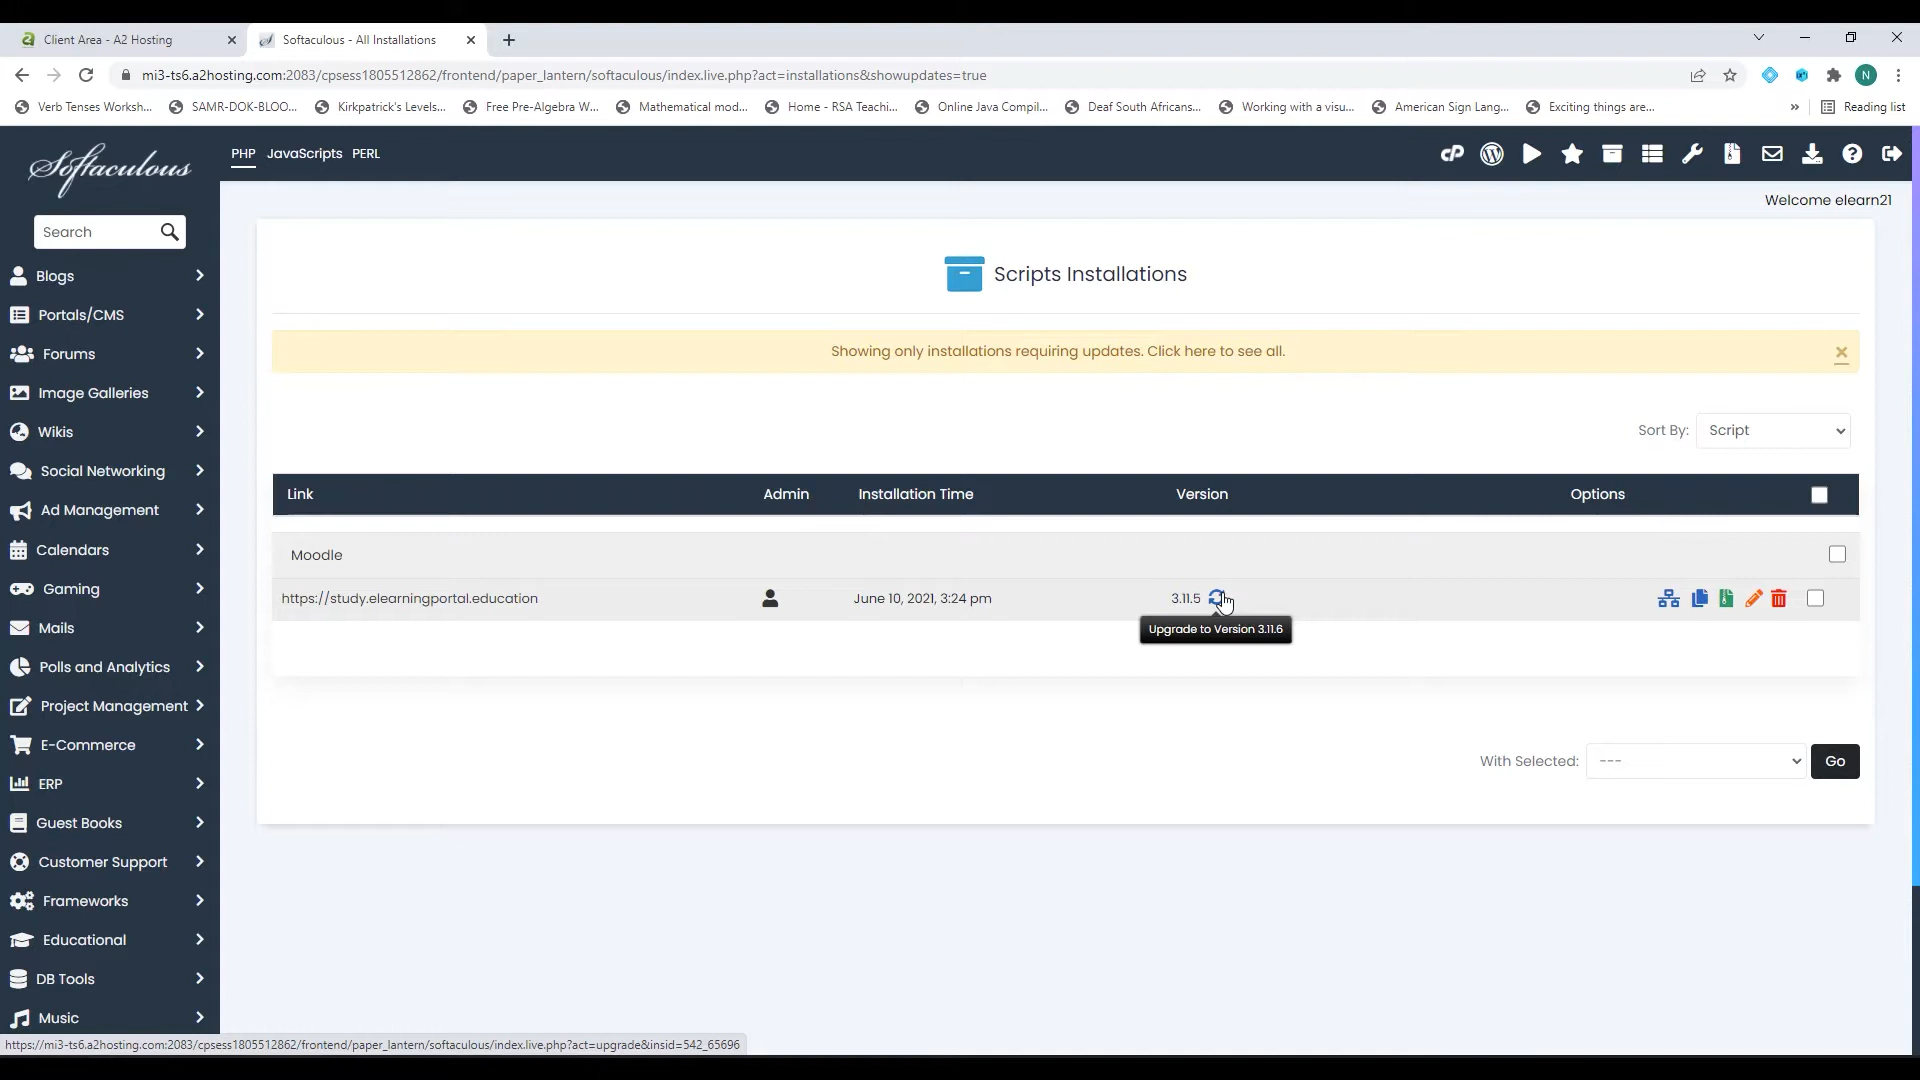 Client Area - A2 Hosting
Softaculous - All Installations
mi3-ts6.a2hosting.com:2083/cpsess1805512862/frontend/paper_lantern/softaculous/index.live.php?act=installations&showupdates=true
N
Verb Tenses Worksh...
SAMR-DOK-BLOO...
Kirkpatrick's Levels...
Free Pre-Algebra W...
Mathematical mod...
Home - RSA Teachi...
Online Java Compil...
Deaf South Africans...
Working with a visu...
American Sign Lang...
Exciting things are...
»
Reading list
Softaculous
PHP JavaScripts PERL
Welcome elearn21
Search
Blogs
Portals/CMS
Forums
Image Galleries
Wikis
Social Networking
Ad Management
Calendars
Gaming
Mails
Polls and Analytics
Project Management
E-Commerce
ERP
Guest Books
Customer Support
Frameworks
Educational
DB Tools
Music
Scripts Installations
Showing only installations requiring updates. Click here to see all.
Sort By: Script
Link Admin Installation Time Version Options
Moodle
https://study.elearningportal.education June 10, 2021, 3:24 pm 3.11.5
Upgrade to Version 3.11.6
With Selected: --- Go
https://mi3-ts6.a2hosting.com:2083/cpsess1805512862/frontend/paper_lantern/softaculous/index.live.php?act=upgrade&insid=542_65696